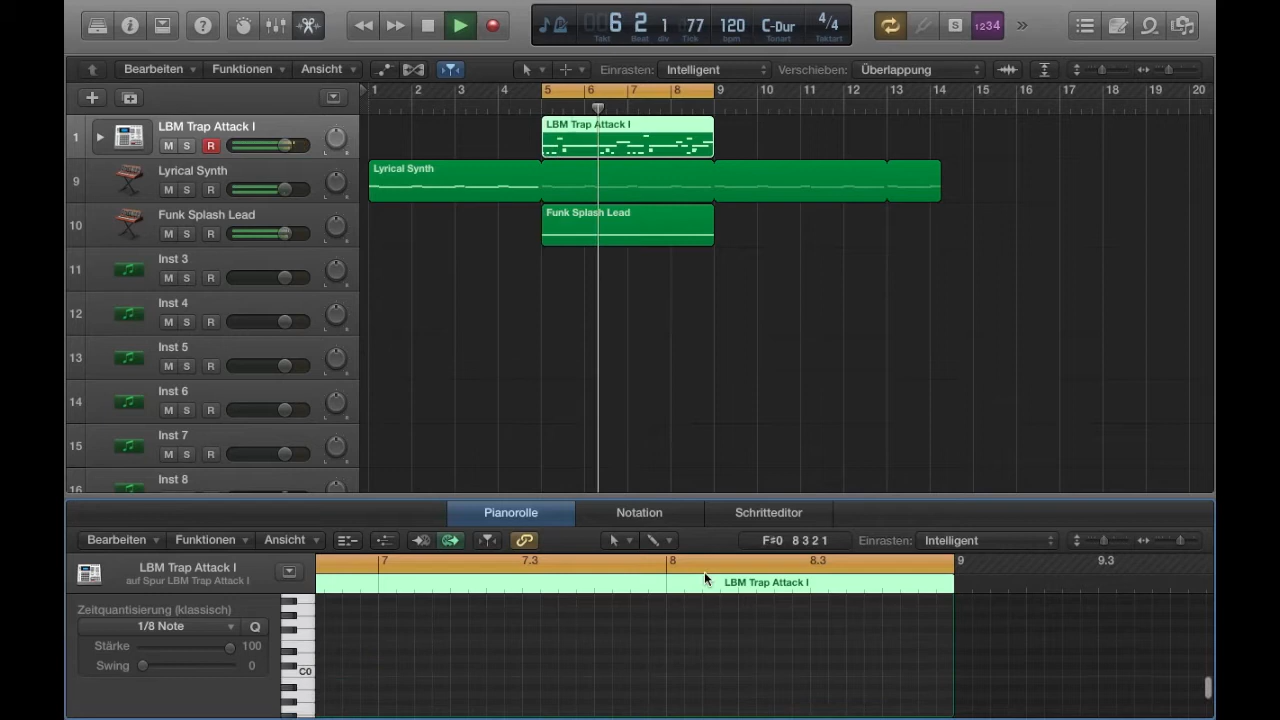 6 2 1 77 120 C-Dur 4/4
Takt Beat div Tick bpm Tonart Taktart
S 1234
Bearbeiten Funktionen Ansicht Einrasten: Intelligent Verschieben: Überlappung
1 2 3 4 5 6 7 8 9 10 11 12 13 14 15 16 17 18 19 20
1 LBM Trap Attack I
M S R
LBM Trap Attack I
9 Lyrical Synth
M S R
Lyrical Synth
10 Funk Splash Lead
M S R
Funk Splash Lead
11 Inst 3
M S R
12 Inst 4
M S R
13 Inst 5
M S R
14 Inst 6
M S R
15 Inst 7
M S R
16 Inst 8
Pianorolle Notation Schritteditor
Bearbeiten Funktionen Ansicht F#0 8 3 2 1 Einrasten: Intelligent
7 7.3 8 8.3 9 9.3
LBM Trap Attack I
auf Spur LBM Trap Attack I
LBM Trap Attack I
Zeitquantisierung (klassisch)
1/8 Note Q
Stärke 100
Swing 0
C0